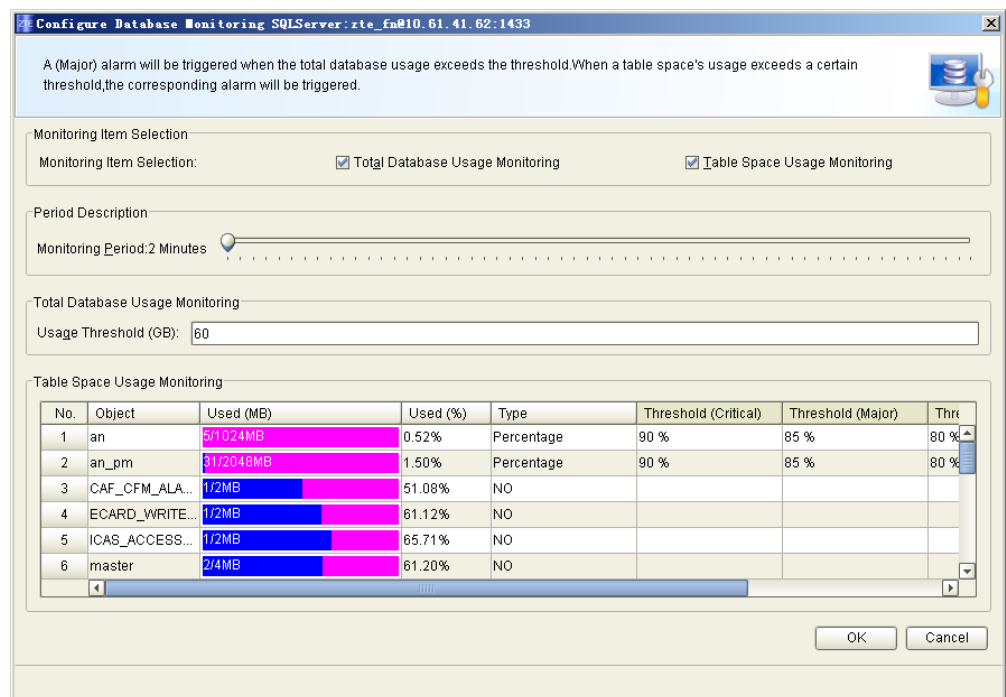 Configure Database Monitoring SQLServer:zte_fn@10.61.41.62:1433
A (Major) alarm will be triggered when the total database usage exceeds the threshold.When a table space's usage exceeds a certain
threshold,the corresponding alarm will be triggered.
Monitoring Item Selection
Monitoring Item Selection: Total Database Usage Monitoring Table Space Usage Monitoring
Period Description
Monitoring Period:2 Minutes
Total Database Usage Monitoring
Usage Threshold (GB): 60
Table Space Usage Monitoring
No. Object Used (MB) Used (%) Type Threshold (Critical) Threshold (Major) Thre
1 an 5/1024MB 0.52% Percentage 90 % 85 % 80 %
2 an_pm 31/2048MB 1.50% Percentage 90 % 85 % 80 %
3 CAF_CFM_ALA... 1/2MB 51.08% NO
4 ECARD_WRITE... 1/2MB 61.12% NO
5 ICAS_ACCESS... 1/2MB 65.71% NO
6 master 2/4MB 61.20% NO
OK Cancel